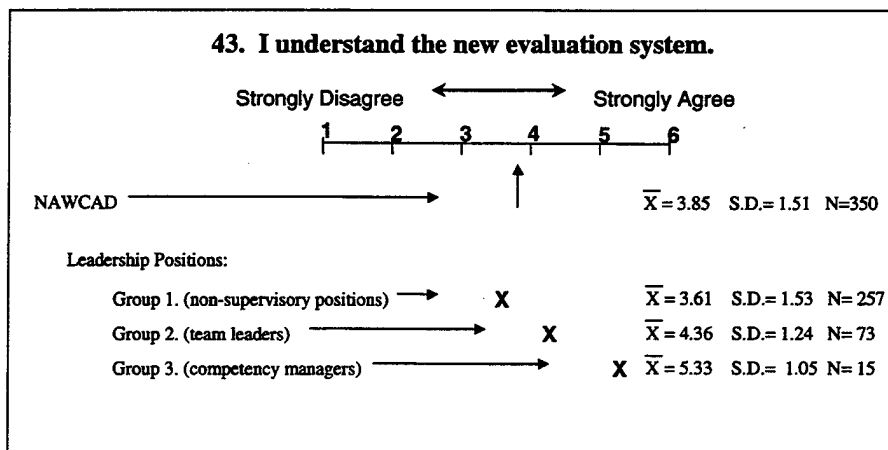 43. I understand the new evaluation system.
Strongly Disagree Strongly Agree
1 2 3 4 5 6
NAWCAD X̄ = 3.85 S.D.= 1.51 N=350
Leadership Positions:
Group 1. (non-supervisory positions) X X̄ = 3.61 S.D.= 1.53 N= 257
Group 2. (team leaders) X X̄ = 4.36 S.D.= 1.24 N= 73
Group 3. (competency managers) X X̄ = 5.33 S.D.= 1.05 N= 15